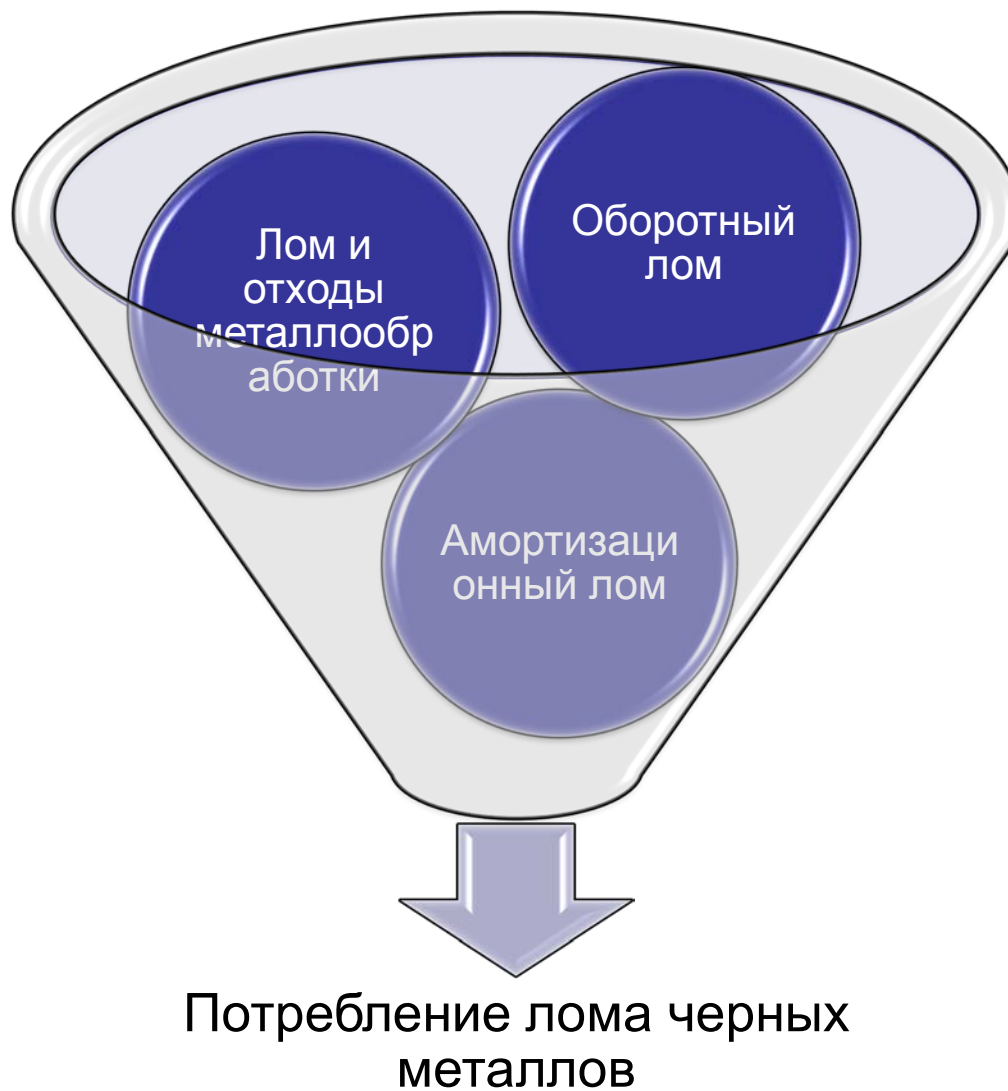 Лом и
отходы
металлообр
аботки
Оборотный
лом
Амортизаци
онный лом
Потребление лома черных
металлов